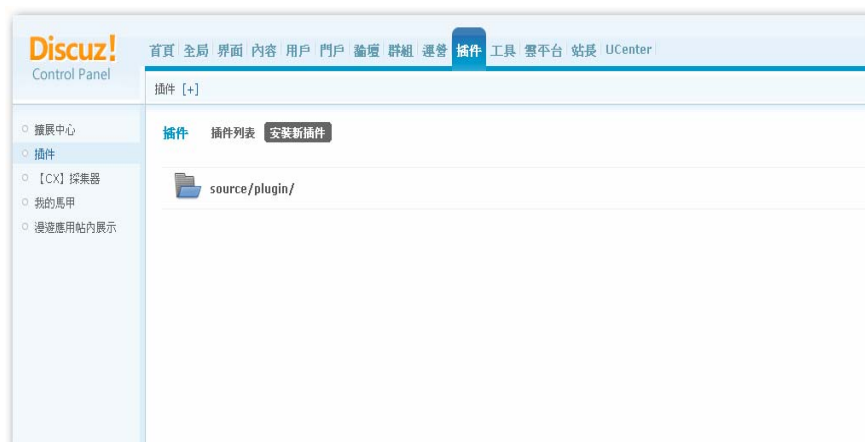 Discuz!
Control Panel
首頁 全局 界面 內容 用戶 門戶 論壇 群組 運營 插件 工具 雲平台 站長 UCenter
插件 [+]
擴展中心
插件
【CX】採集器
我的馬甲
漫遊應用帖內展示
插件 插件列表 安裝新插件
source/plugin/